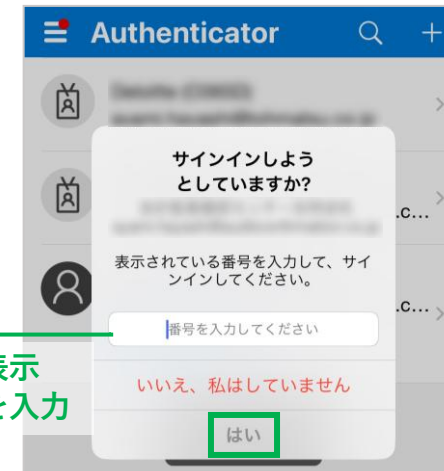 Authenticator
サインインしよう
としていますか?
.c...
表示されている番号を入力して、サイ
ンインしてください。
.c...
番号を入力してください
表示
を入力
いいえ、私はしていません
はい